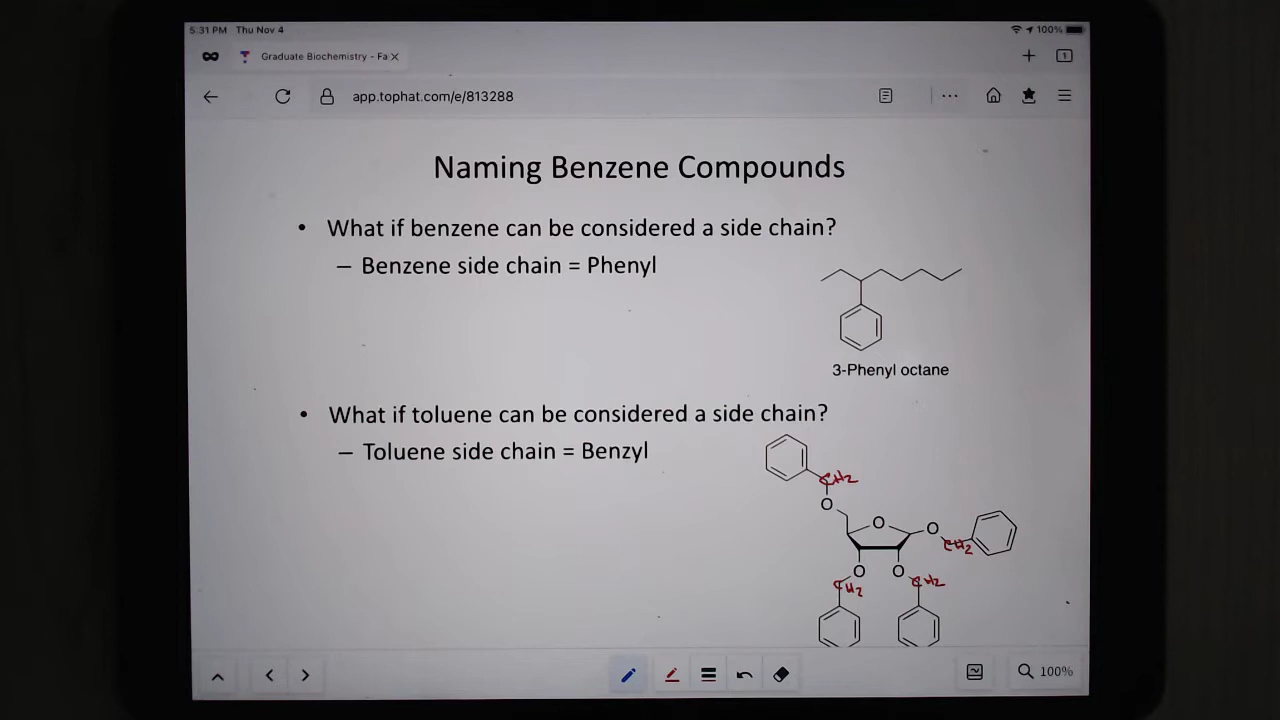 5:31 PM Thu Nov 4
100%
Graduate Biochemistry - Fa
1
app.tophat.com/e/813288
Naming Benzene Compounds
• What if benzene can be considered a side chain?
– Benzene side chain = Phenyl
3-Phenyl octane
• What if toluene can be considered a side chain?
– Toluene side chain = Benzyl
CH2
O
O
O
CH2
O
O
CH2
CH2
100%